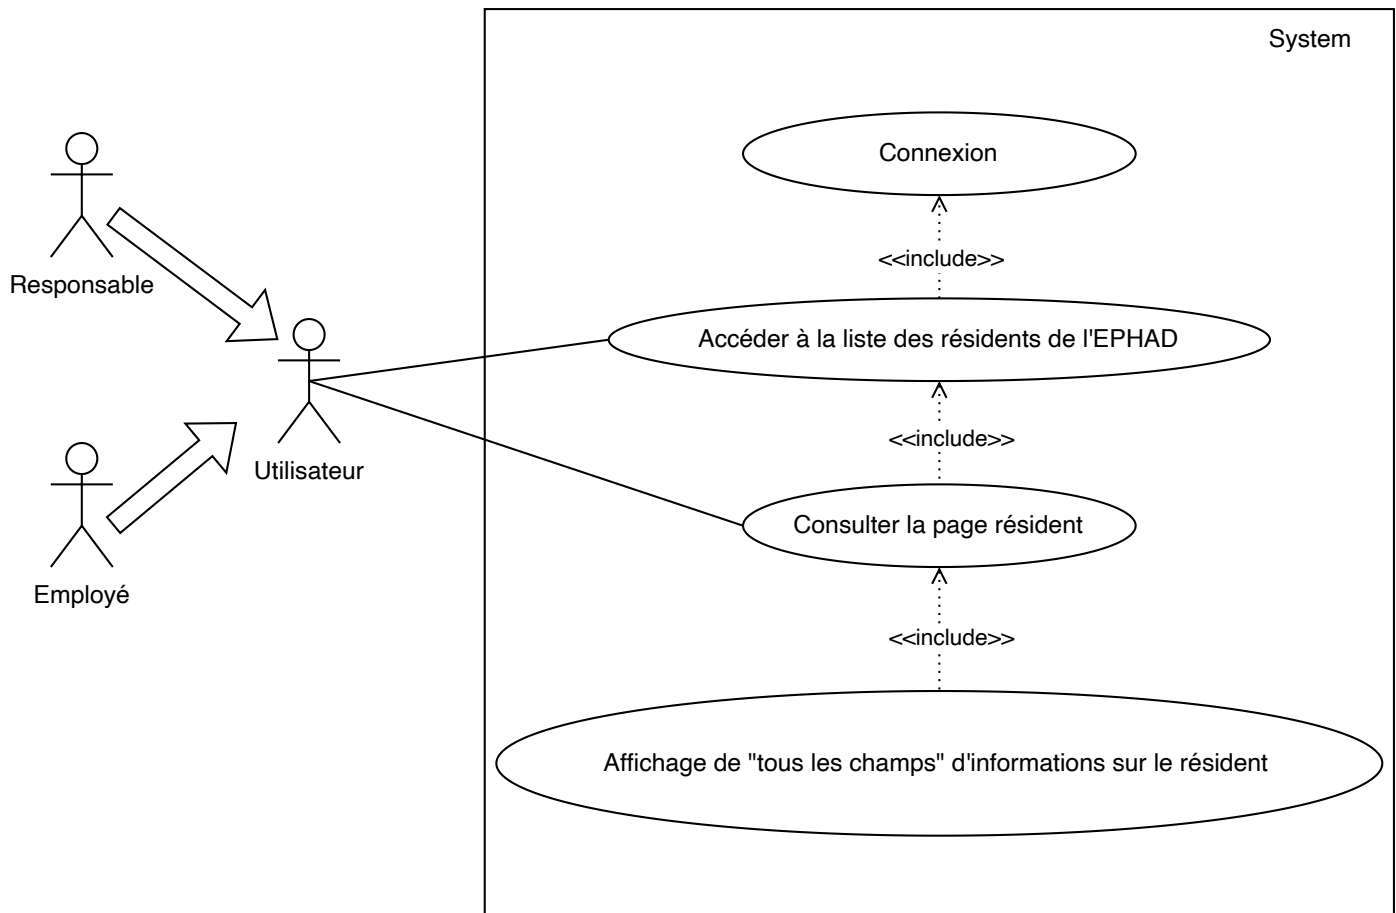 System
Connexion
<<include>>
Responsable
Accéder à la liste des résidents de l'EPHAD
<<include>>
Utilisateur
Consulter la page résident
Employé
<<include>>
Affichage de "tous les champs" d'informations sur le résident